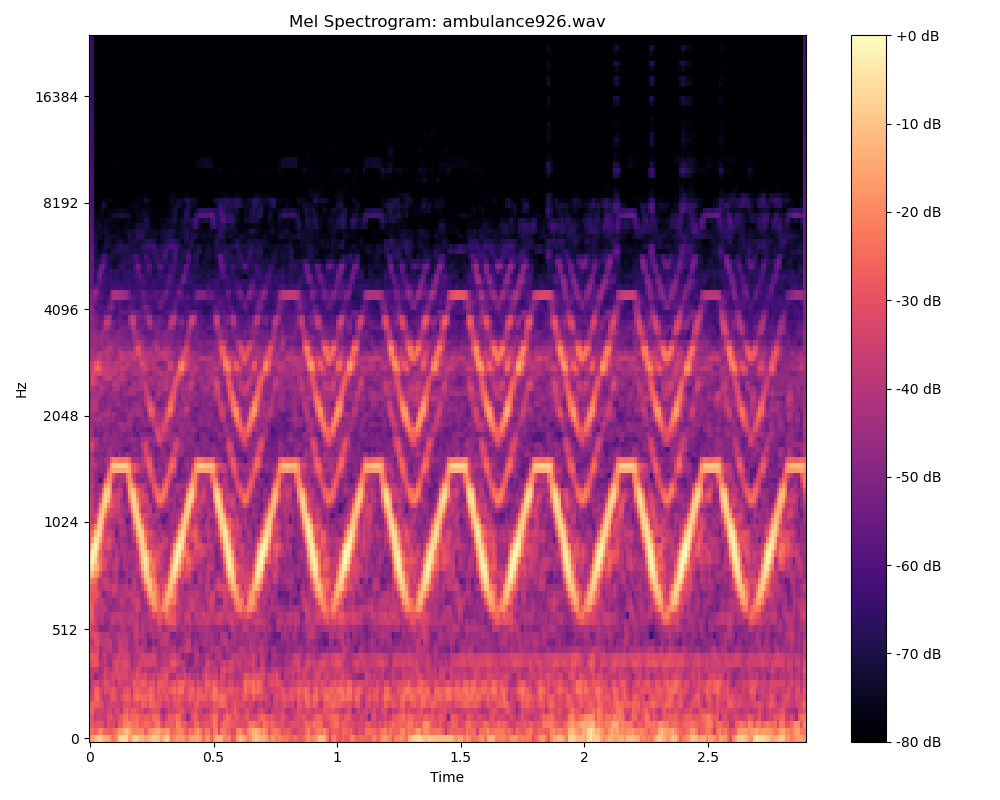 Mel Spectrogram: ambulance926.wav
Hz
16384
8192
4096
2048
1024
512
0
0
0.5
1
1.5
2
2.5
Time
+0 dB
-10 dB
-20 dB
-30 dB
-40 dB
-50 dB
-60 dB
-70 dB
-80 dB